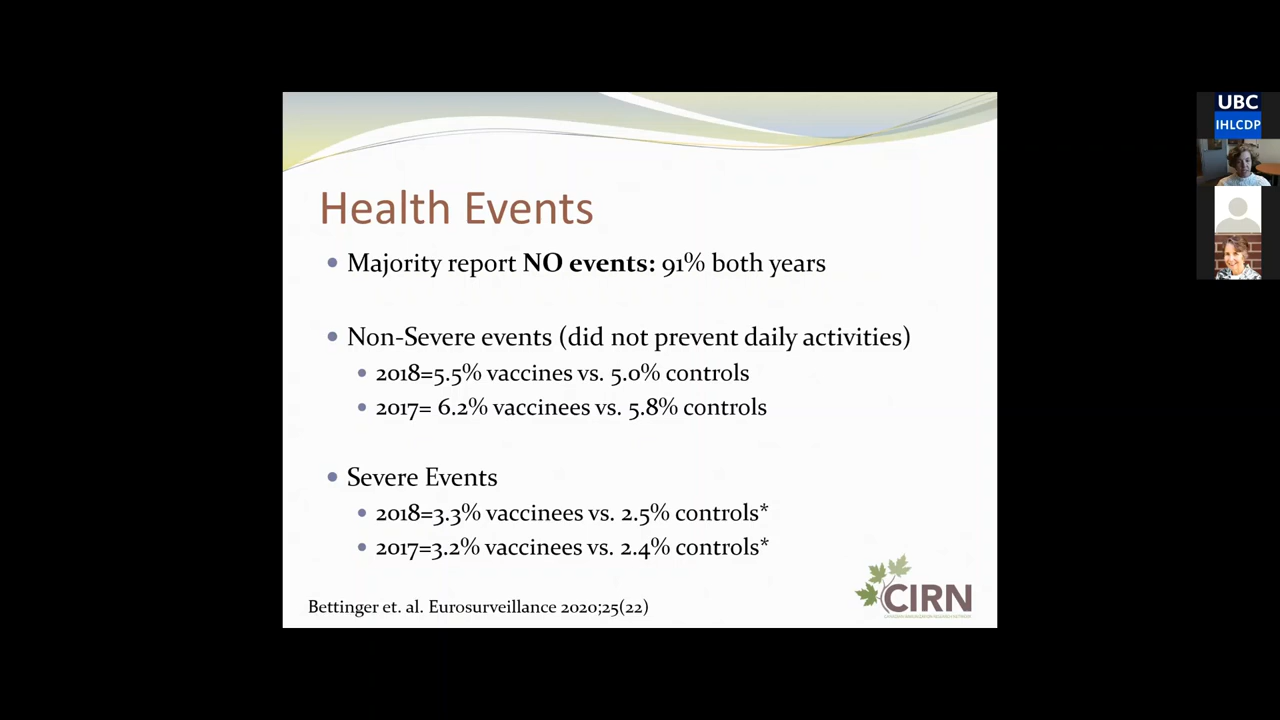 Health Events
Majority report NO events: 91% both years
Non-Severe events (did not prevent daily activities)
2018=5.5% vaccines vs. 5.0% controls
2017= 6.2% vaccinees vs. 5.8% controls
Severe Events
2018=3.3% vaccinees vs. 2.5% controls*
2017=3.2% vaccinees vs. 2.4% controls*
Bettinger et. al. Eurosurveillance 2020;25(22)
CIRN
UBC
IHLCDP